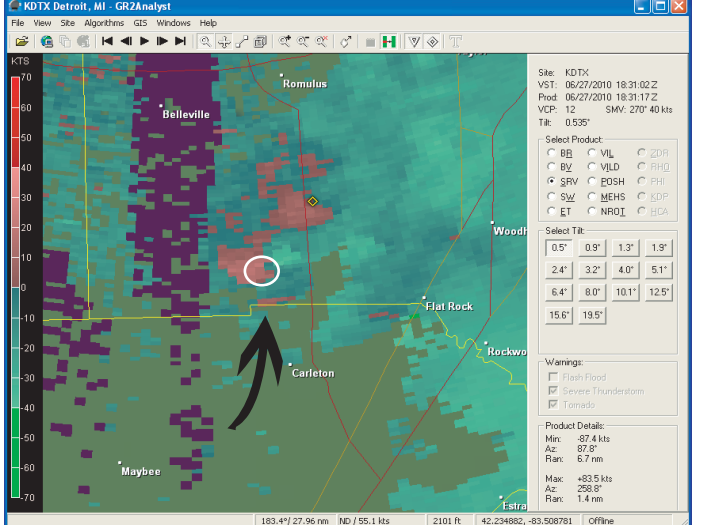 KDTX Detroit, MI - GR2Analyst
File View Site Algorithms GIS Windows Help
KTS
70
60
50
40
30
20
10
0
-10
-20
-30
-40
-50
-60
-70
Romulus
Belleville
Woodh
Flat Rock
Rockwo
Carleton
Maybee
Estra
Site: KDTX
VST: 06/27/2010 18:31:02 Z
Prod: 06/27/2010 18:31:17 Z
VCP: 12 SMV: 270° 40 kts
Tilt: 0.535°
Select Product:
BR VIL ZDR
BV VILD RHO
SRV POSH PHI
SW MEHS KDP
ET NROT HCA
Select Tilt:
0.5° 0.9° 1.3° 1.9°
2.4° 3.2° 4.0° 5.1°
6.4° 8.0° 10.1° 12.5°
15.6° 19.5°
Warnings:
Flash Flood
Severe Thunderstorm
Tornado
Product Details:
Min: -87.4 kts
Az: 87.8°
Ran: 6.7 nm
Max: +83.5 kts
Az: 258.8°
Ran: 1.4 nm
183.4°/ 27.96 nm ND / 55.1 kts 2101 ft 42.234882, -83.508781 Offline